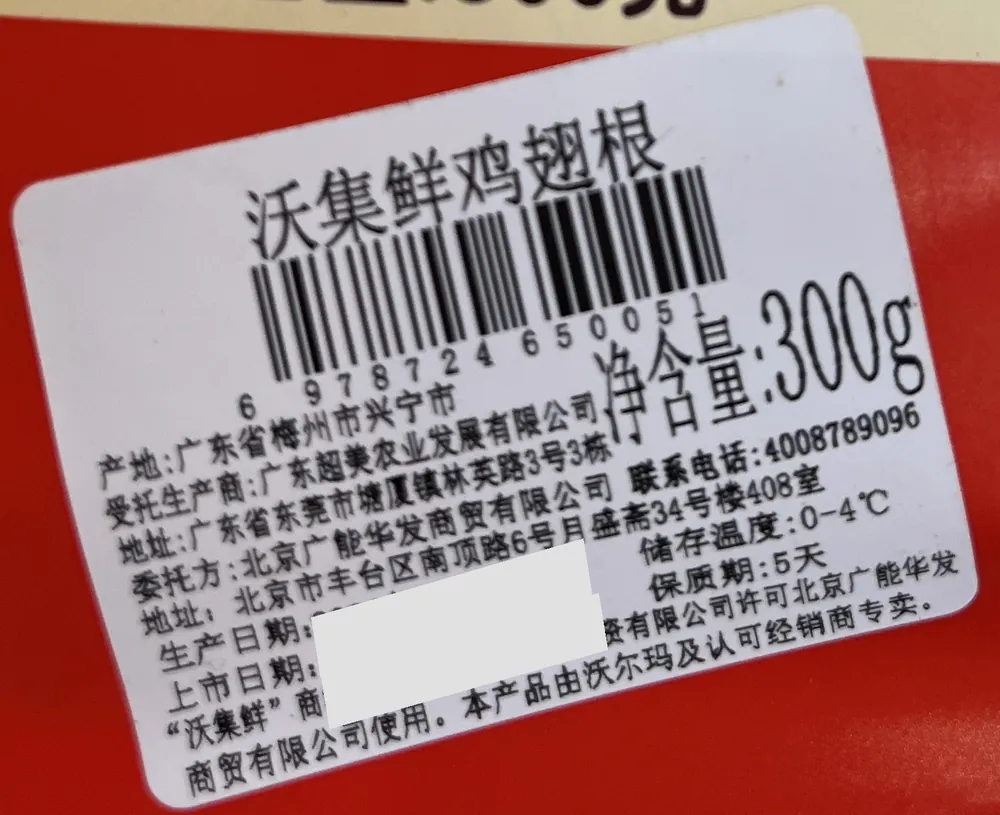 沃集鲜鸡翅根
6978724650051
净含量:300g
产地:广东省梅州市兴宁市
受托生产商:广东超美农业发展有限公司
联系电话:4008789096
地址:广东省东莞市塘厦镇林英路3号3栋
委托方:北京广能华发商贸有限公司
储存温度:0-4℃
地址:北京市丰台区南顶路6号月盛斋34号楼408室
保质期:5天
生产日期:
上市日期:
“沃集鲜”商 资有限公司许可北京广能华发
商贸有限公司使用。本产品由沃尔玛及认可经销商专卖。